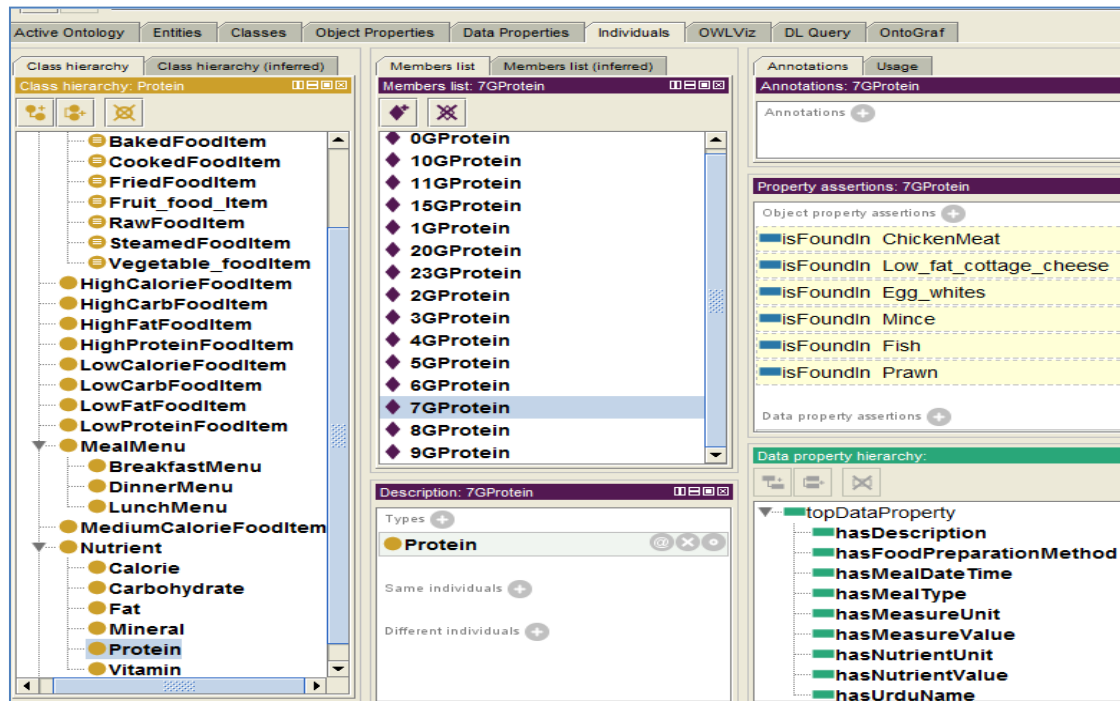 Active Ontology Entities Classes Object Properties Data Properties Individuals OWLViz DL Query OntoGraf
Class hierarchy Class hierarchy (inferred)
Class hierarchy: Protein
BakedFoodItem
CookedFoodItem
FriedFoodItem
Fruit_food_Item
RawFoodItem
SteamedFoodItem
Vegetable_foodItem
HighCalorieFoodItem
HighCarbFoodItem
HighFatFoodItem
HighProteinFoodItem
LowCalorieFoodItem
LowCarbFoodItem
LowFatFoodItem
LowProteinFoodItem
MealMenu
BreakfastMenu
DinnerMenu
LunchMenu
MediumCalorieFoodItem
Nutrient
Calorie
Carbohydrate
Fat
Mineral
Protein
Vitamin
Members list Members list (inferred)
Members list: 7GProtein
0GProtein
10GProtein
11GProtein
15GProtein
1GProtein
20GProtein
23GProtein
2GProtein
3GProtein
4GProtein
5GProtein
6GProtein
7GProtein
8GProtein
9GProtein
Description: 7GProtein
Types
Protein
Same individuals
Different individuals
Annotations Usage
Annotations: 7GProtein
Annotations
Property assertions: 7GProtein
Object property assertions
isFoundIn ChickenMeat
isFoundIn Low_fat_cottage_cheese
isFoundIn Egg_whites
isFoundIn Mince
isFoundIn Fish
isFoundIn Prawn
Data property assertions
Data property hierarchy:
topDataProperty
hasDescription
hasFoodPreparationMethod
hasMealDateTime
hasMealType
hasMeasureUnit
hasMeasureValue
hasNutrientUnit
hasNutrientValue
hasUrduName